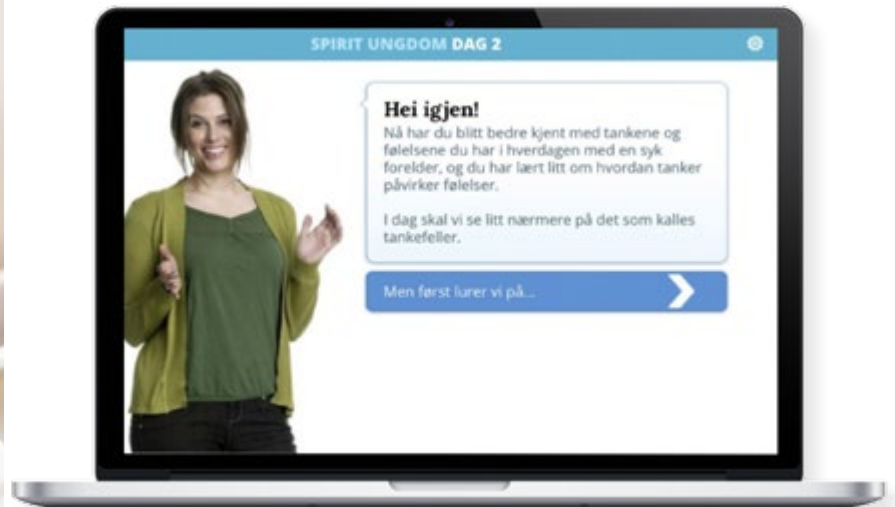 SPIRIT UNGDOM DAG 2
Hei igjen!
Nå har du blitt bedre kjent med tankene og
følelsene du har i hverdagen med en syk
forelder, og du har lært litt om hvordan tanker
påvirker følelser.
I dag skal vi se litt nærmere på det som kalles
tankefeller.
Men først lurer vi på...